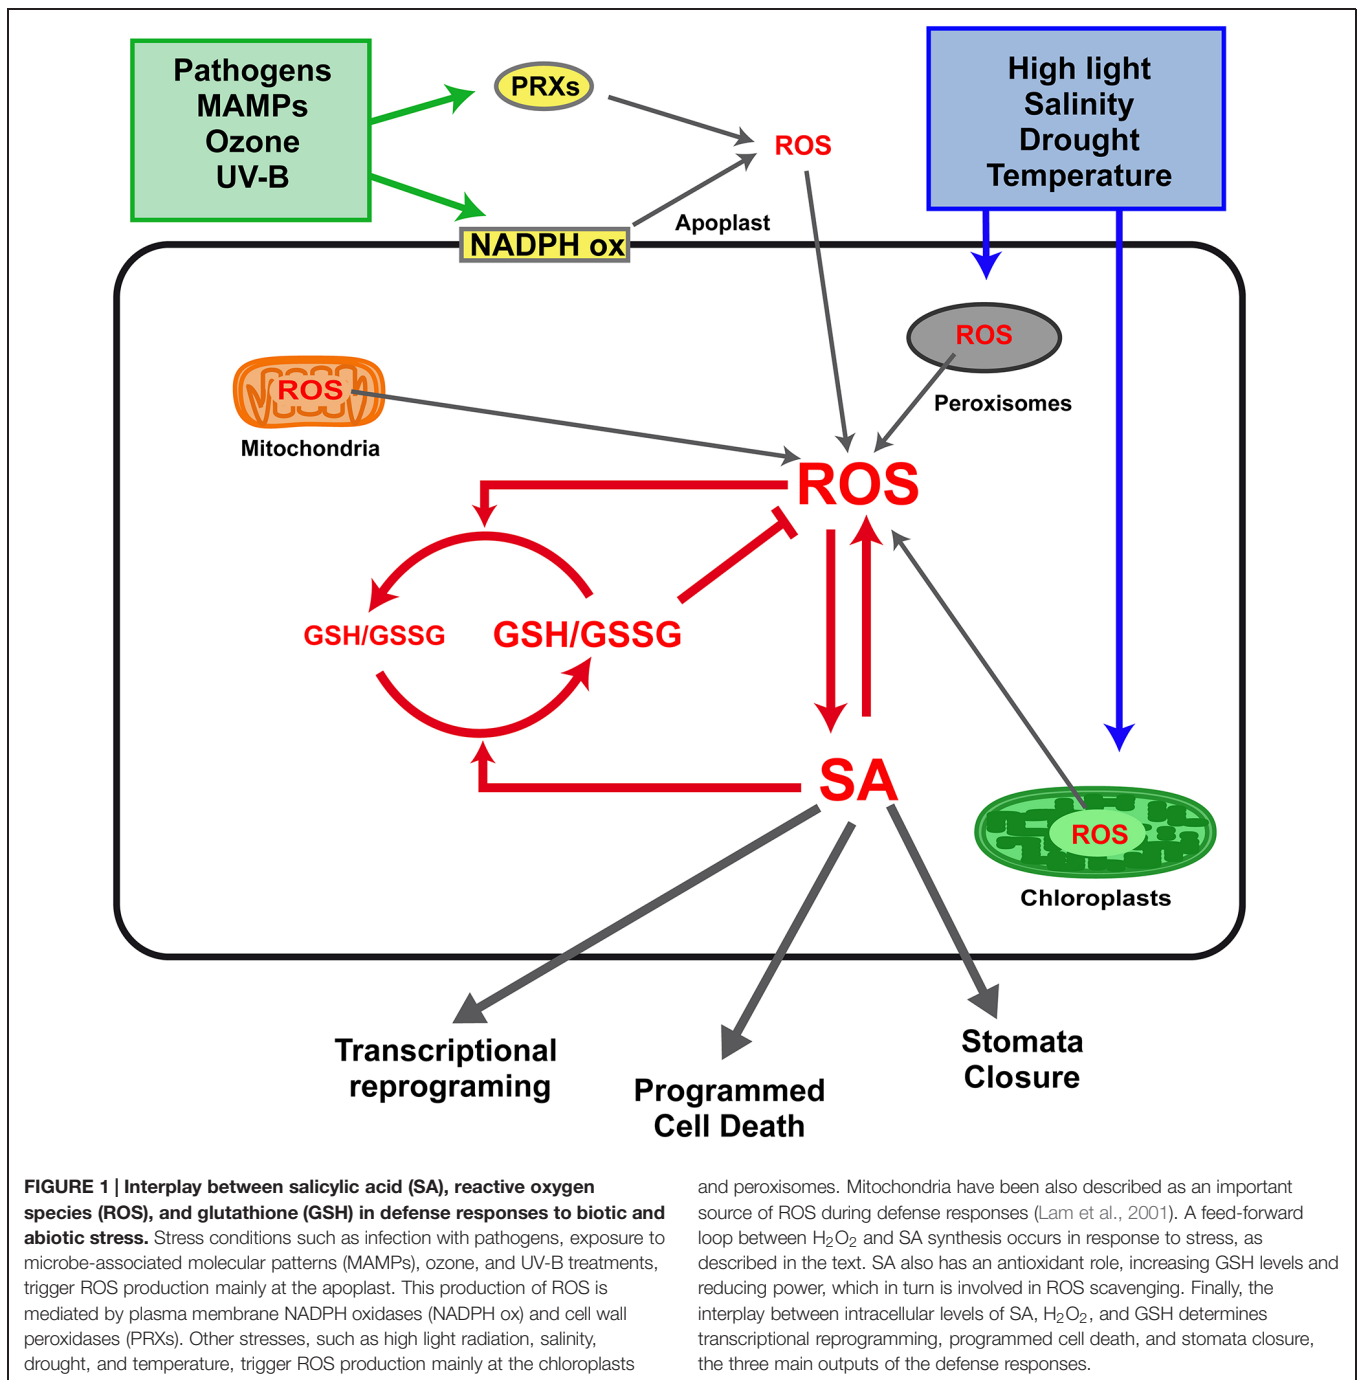 Pathogens
MAMPs
Ozone
UV-B
PRXs
ROS
High light
Salinity
Drought
Temperature
Apoplast
NADPH ox
ROS
Peroxisomes
ROS
Mitochondria
ROS
GSH/GSSG
GSH/GSSG
SA
ROS
Chloroplasts
Transcriptional
reprograming
Programmed
Cell Death
Stomata
Closure
FIGURE 1 | Interplay between salicylic acid (SA), reactive oxygen
species (ROS), and glutathione (GSH) in defense responses to biotic and
abiotic stress. Stress conditions such as infection with pathogens, exposure to
microbe-associated molecular patterns (MAMPs), ozone, and UV-B treatments,
trigger ROS production mainly at the apoplast. This production of ROS is
mediated by plasma membrane NADPH oxidases (NADPH ox) and cell wall
peroxidases (PRXs). Other stresses, such as high light radiation, salinity,
drought, and temperature, trigger ROS production mainly at the chloroplasts
and peroxisomes. Mitochondria have been also described as an important
source of ROS during defense responses (Lam et al., 2001). A feed-forward
loop between H₂O₂ and SA synthesis occurs in response to stress, as
described in the text. SA also has an antioxidant role, increasing GSH levels and
reducing power, which in turn is involved in ROS scavenging. Finally, the
interplay between intracellular levels of SA, H₂O₂, and GSH determines
transcriptional reprogramming, programmed cell death, and stomata closure,
the three main outputs of the defense responses.